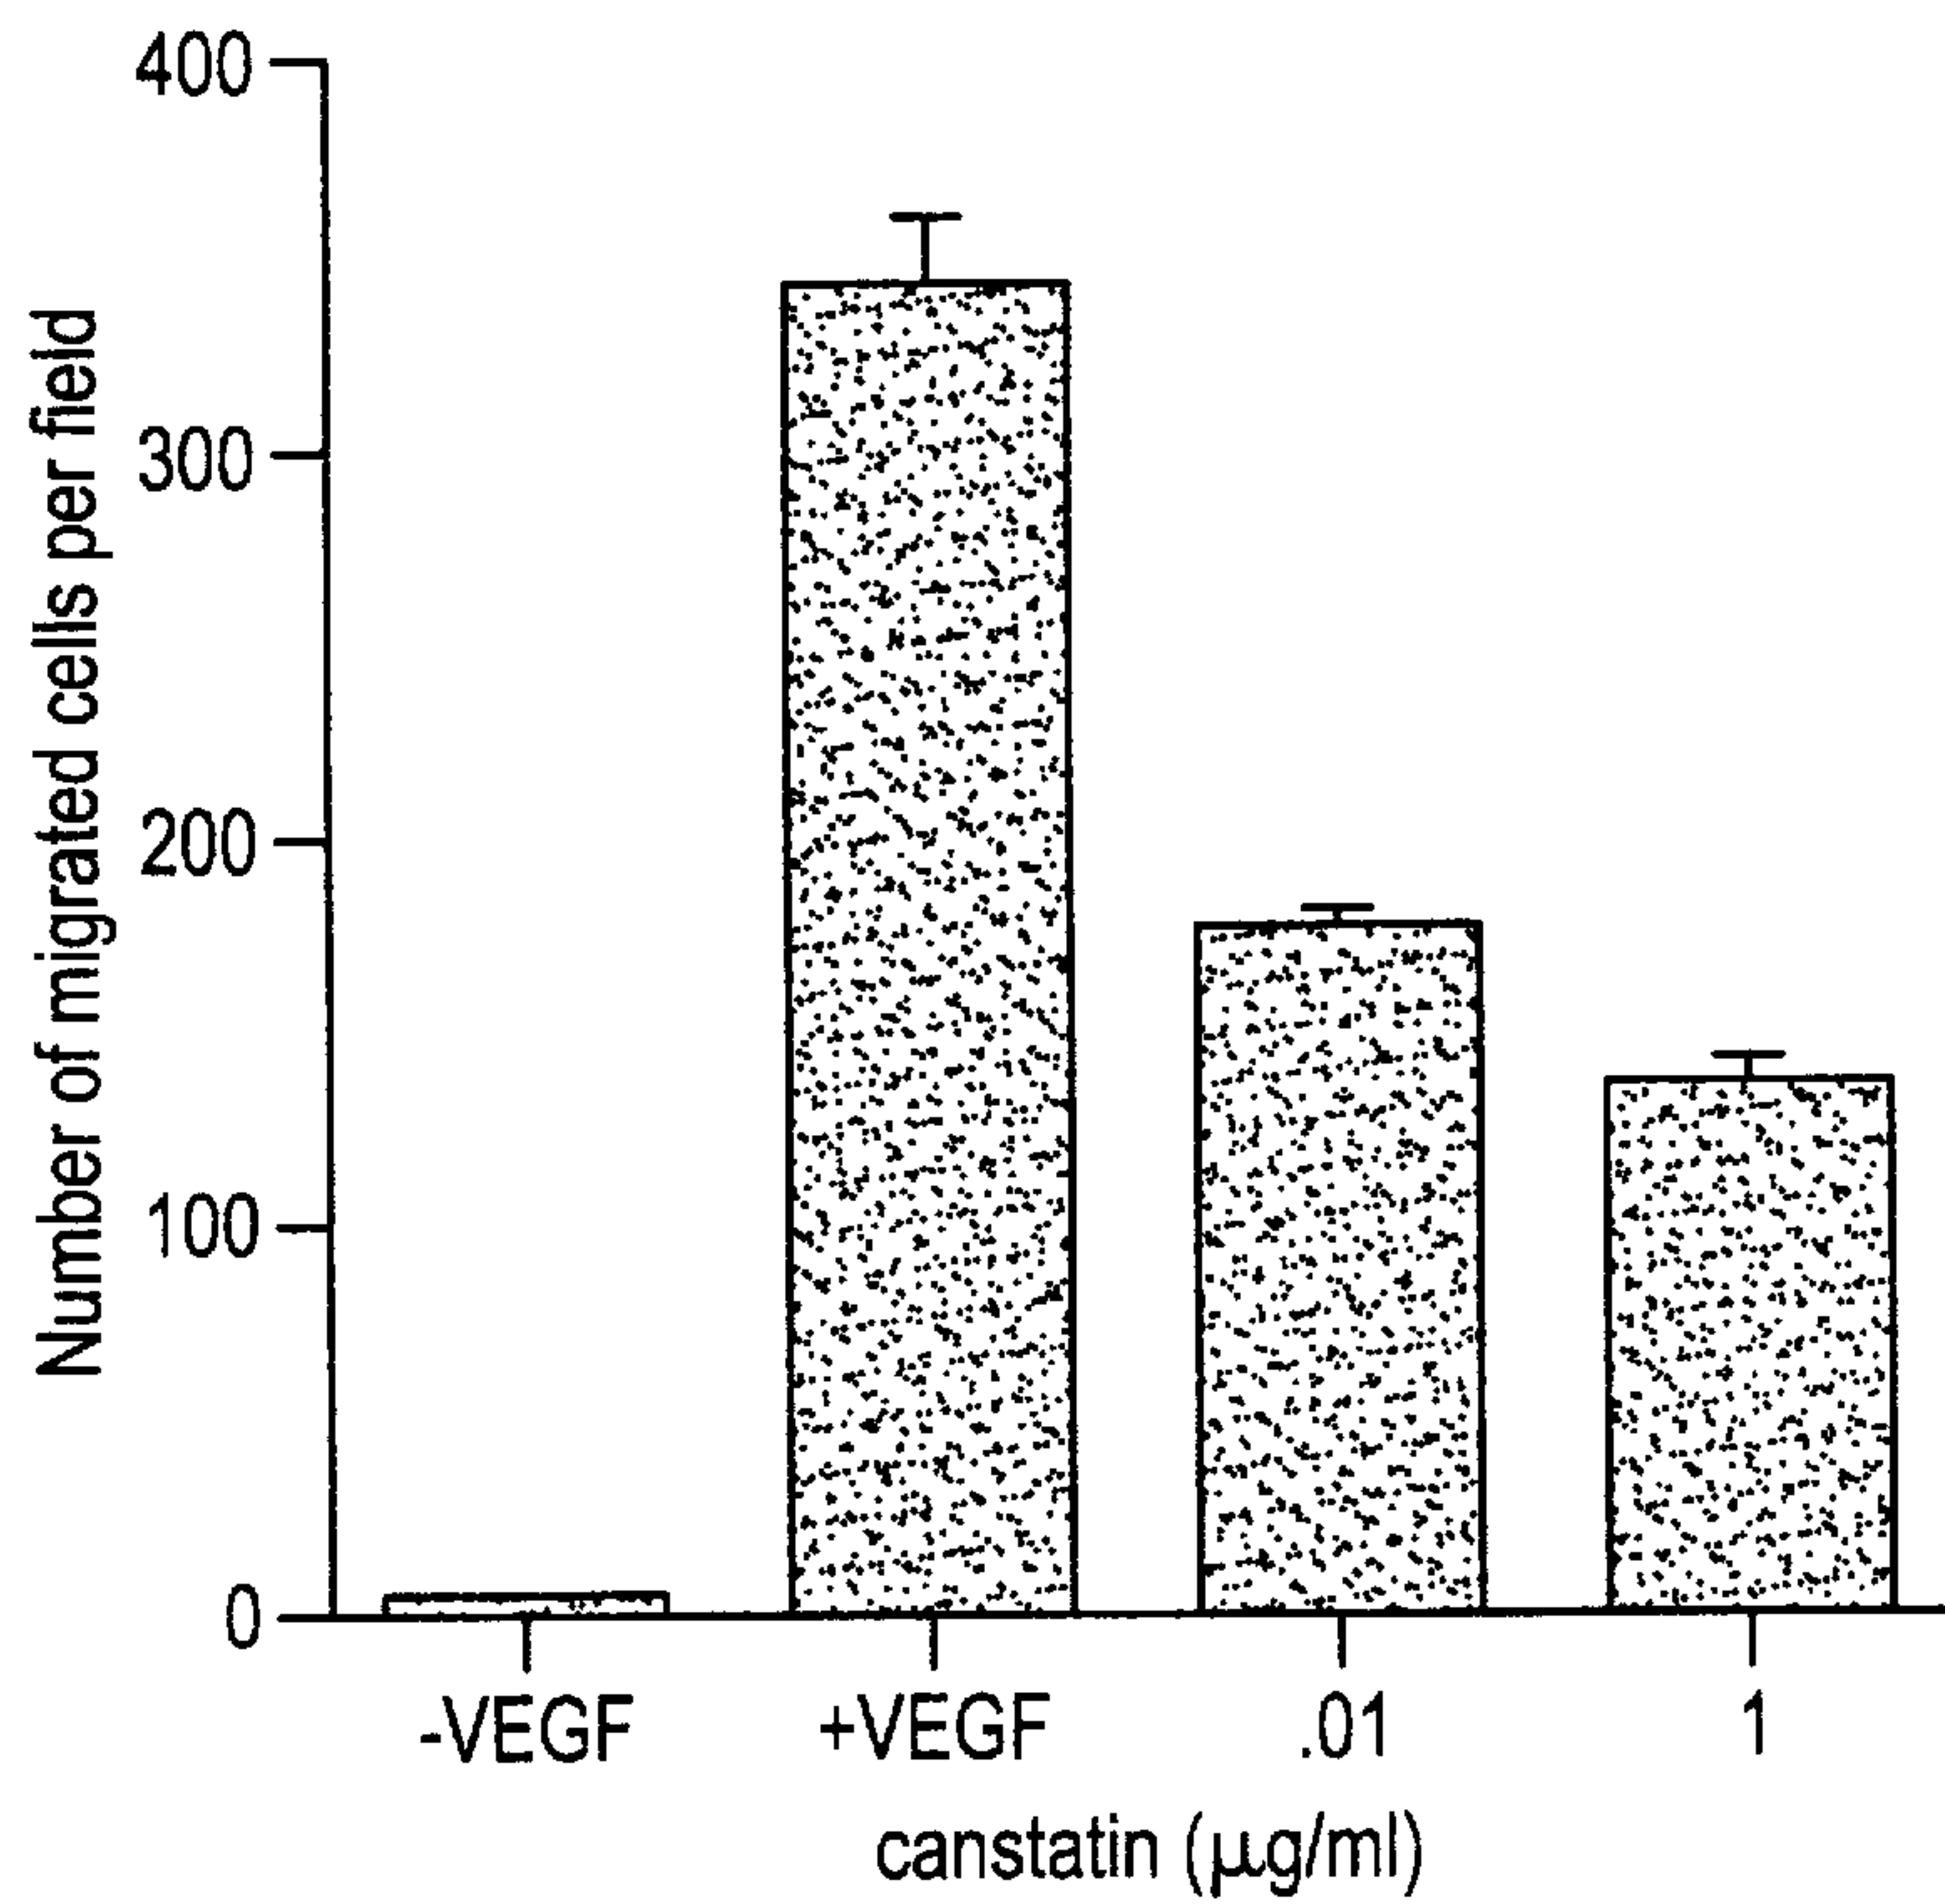 Number of migrated cells per field
400
300
200
100
0
-VEGF +VEGF .01 1
canstatin (µg/ml)